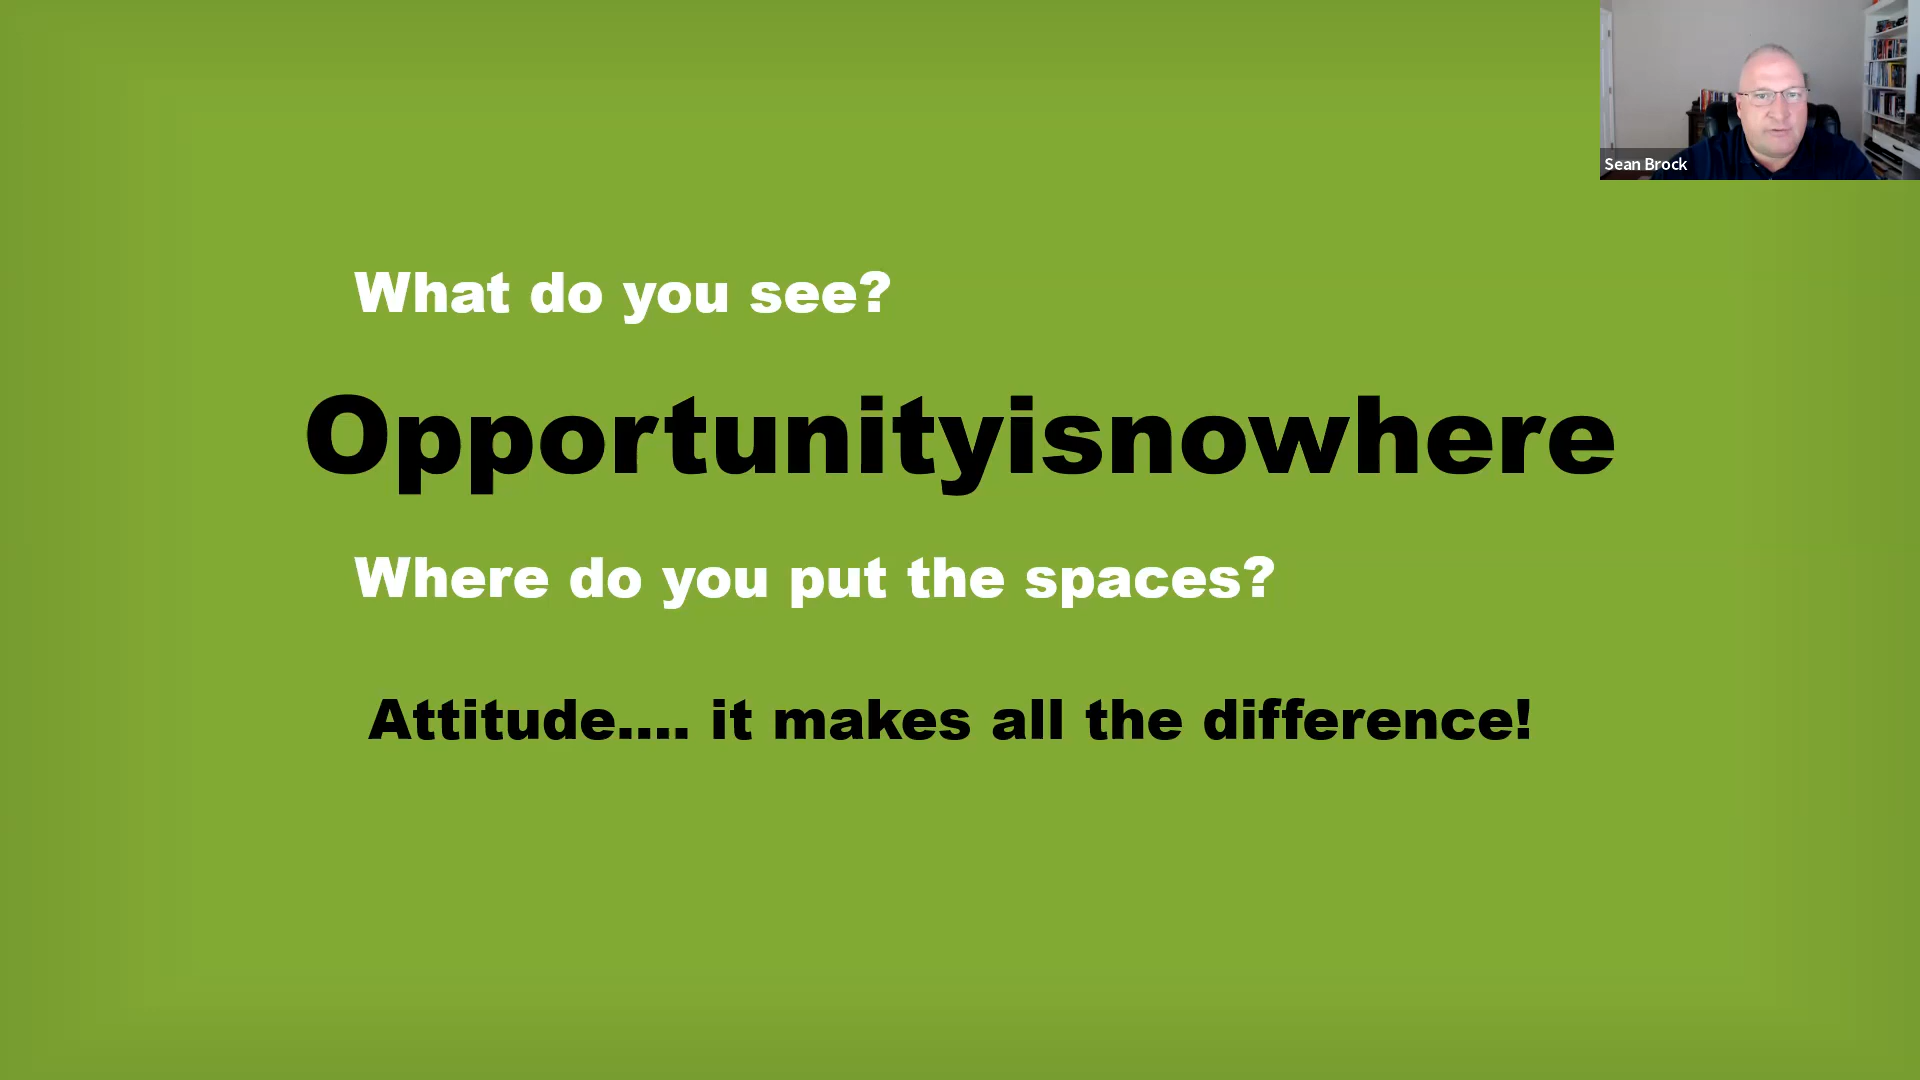 Sean Brock
What do you see?
Opportunityisnowhere
Where do you put the spaces?
Attitude.... it makes all the difference!